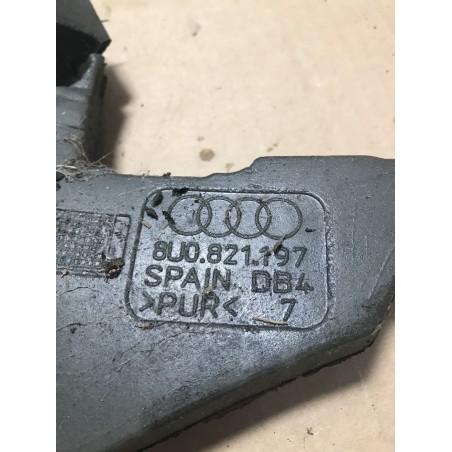 8U0.821.197
SPAIN. DB4
>PUR< 7